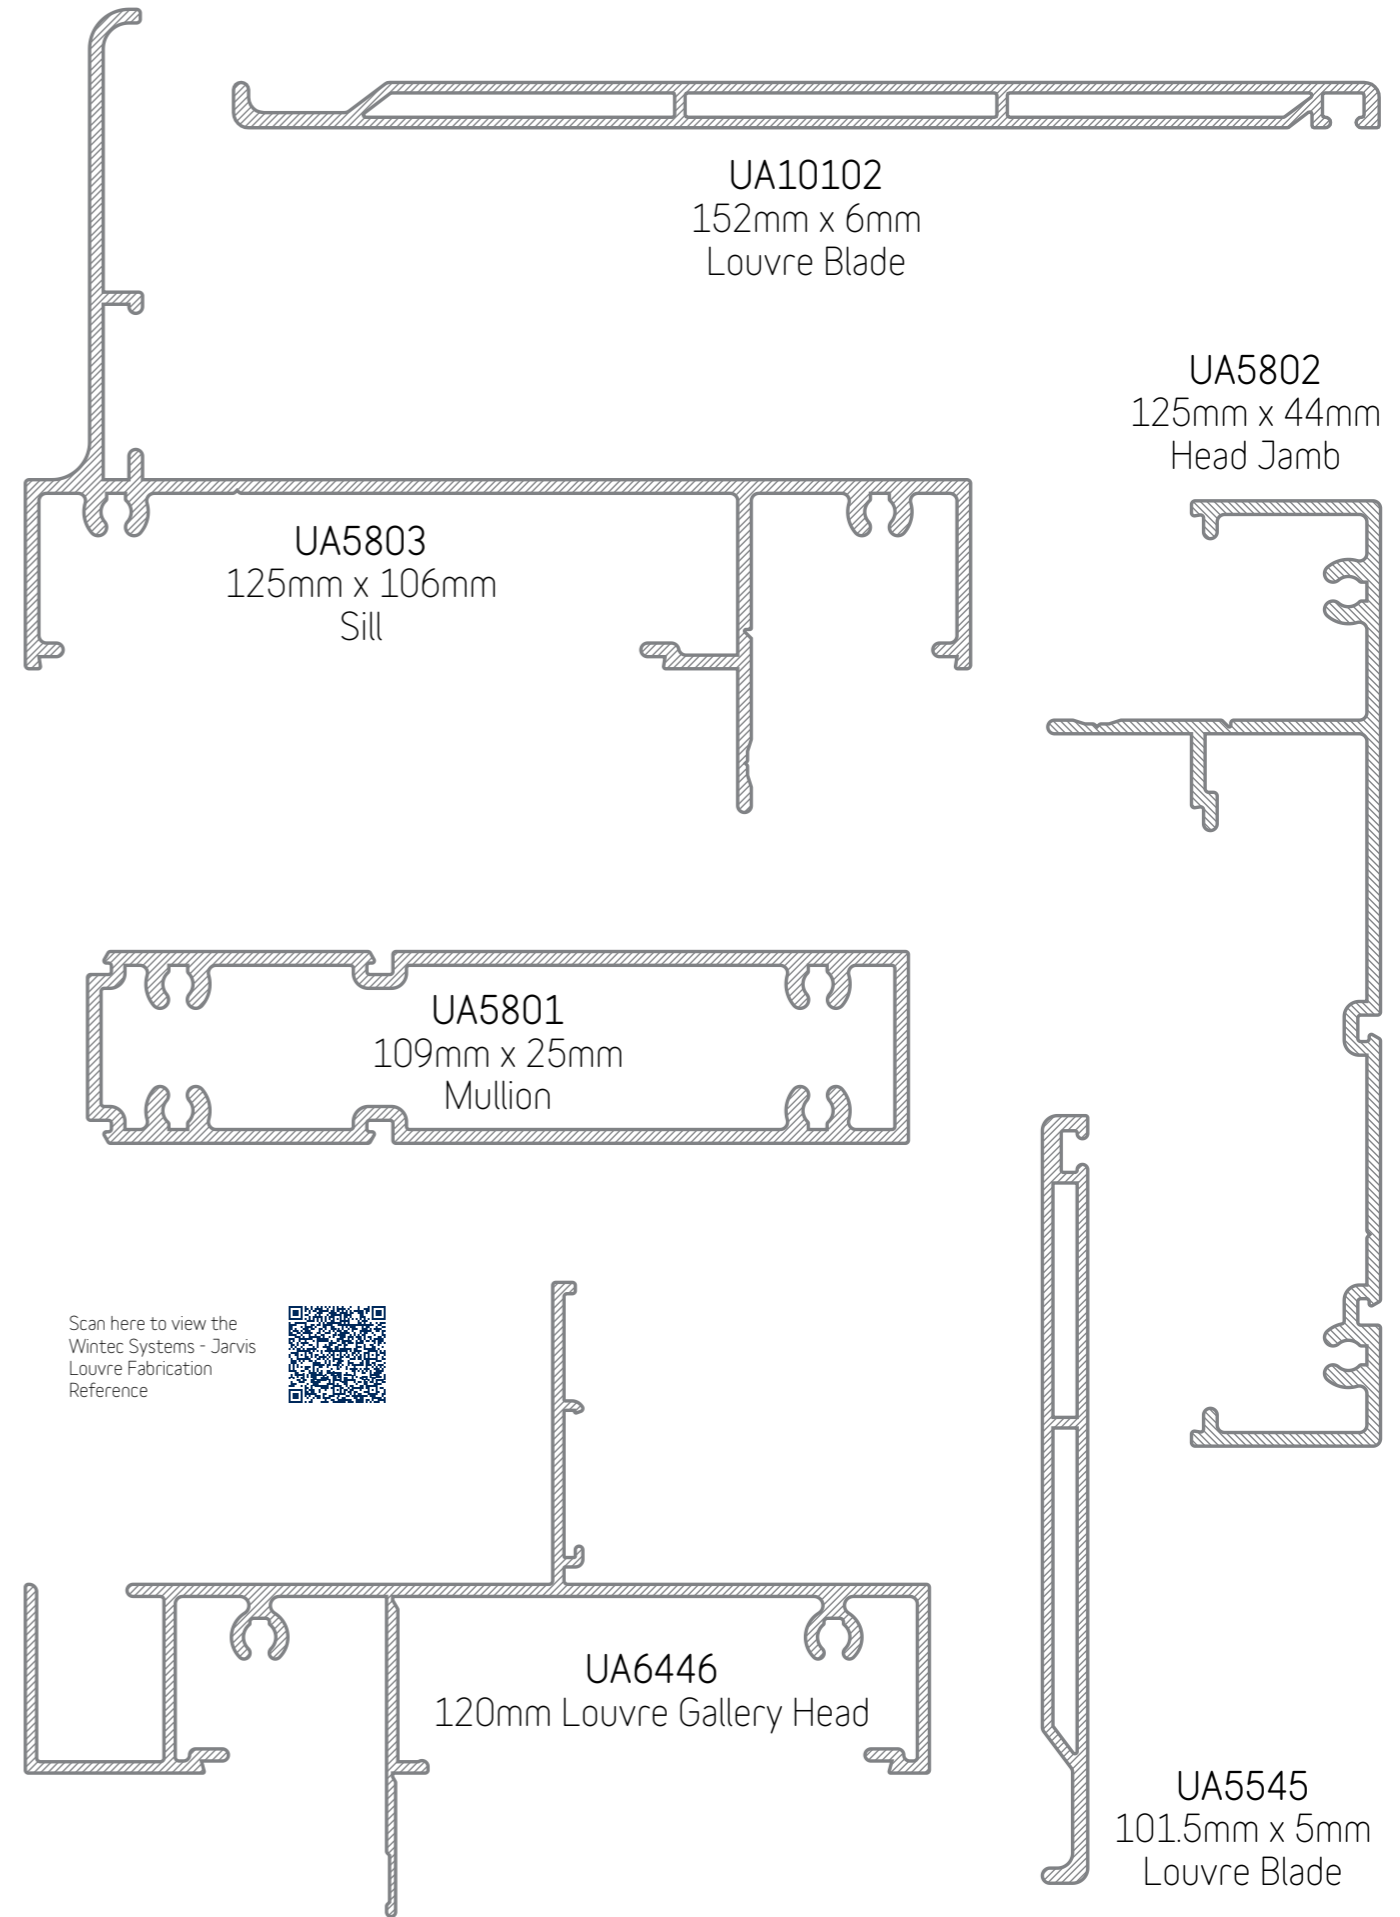 UA10102
152mm x 6mm
Louvre Blade
UA5802
125mm x 44mm
Head Jamb
UA5803
125mm x 106mm
Sill
UA5801
109mm x 25mm
Mullion
Scan here to view the
Wintec Systems - Jarvis
Louvre Fabrication
Reference
UA6446
120mm Louvre Gallery Head
UA5545
101.5mm x 5mm
Louvre Blade